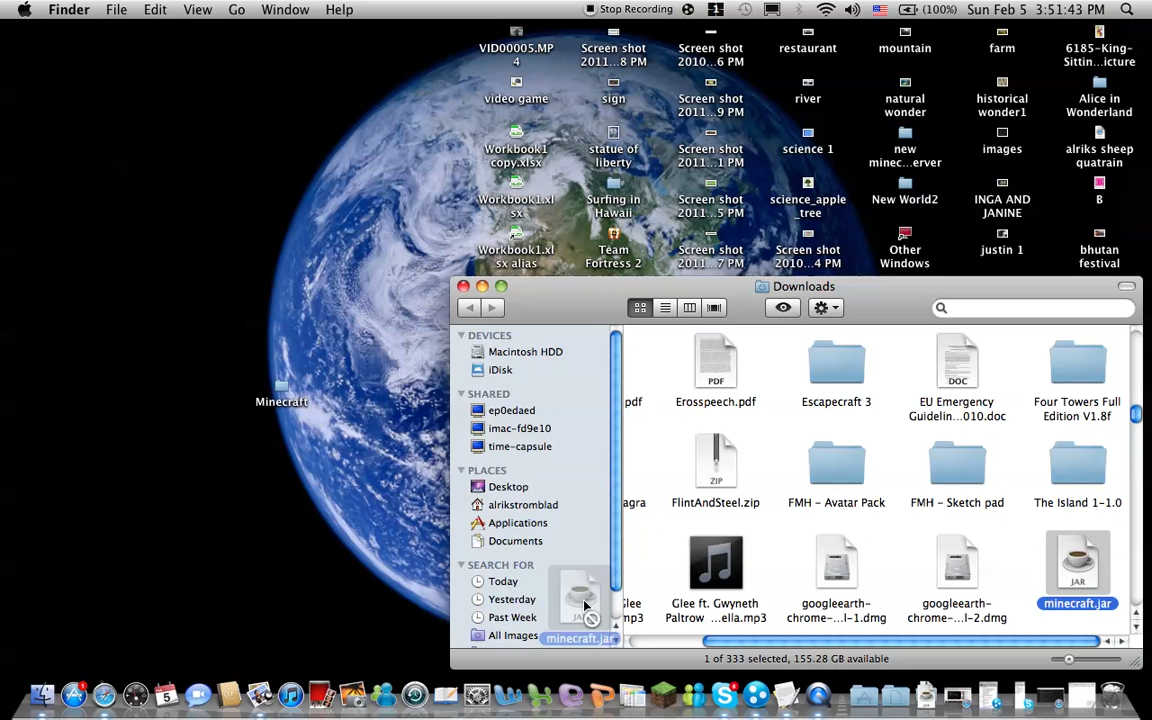 Finder File Edit View Go Window Help
Stop Recording 1 (100%) Sun Feb 5 3:51:43 PM
VID00005.MP
4
Screen shot
2011...8 PM
Screen shot
2010...6 PM
restaurant
mountain
farm
6185-King-
Sittin...icture
video game
sign
Screen shot
2011...9 PM
river
natural
wonder
historical
wonder1
Alice in
Wonderland
Workbook1
copy.xlsx
statue of
liberty
Screen shot
2011...1 PM
science 1
new
minec...erver
images
alriks sheep
quatrain
Workbook1.xl
sx
Surfing in
Hawaii
Screen shot
2011...5 PM
science_apple
_tree
New World2
INGA AND
JANINE
B
Workbook1.xl
sx alias
Team
Fortress 2
Screen shot
2011...7 PM
Screen shot
2010...4 PM
Other
Windows
justin 1
bhutan
festival
Minecraft
Downloads
DEVICES
Macintosh HDD
iDisk
SHARED
ep0edaed
imac-fd9e10
time-capsule
PLACES
Desktop
alrikstromblad
Applications
Documents
SEARCH FOR
Today
Yesterday
Past Week
All Images
JAR
minecraft.jar
pdf
PDF
Erosspeech.pdf
Escapecraft 3
DOC
EU Emergency
Guidelin...010.doc
Four Towers Full
Edition V1.8f
agra
ZIP
FlintAndSteel.zip
FMH - Avatar Pack
FMH - Sketch pad
The Island 1-1.0
Glee
mp3
Glee ft. Gwyneth
Paltrow ...ella.mp3
googleearth-
chrome-...l-1.dmg
googleearth-
chrome-...l-2.dmg
JAR
minecraft.jar
1 of 333 selected, 155.28 GB available